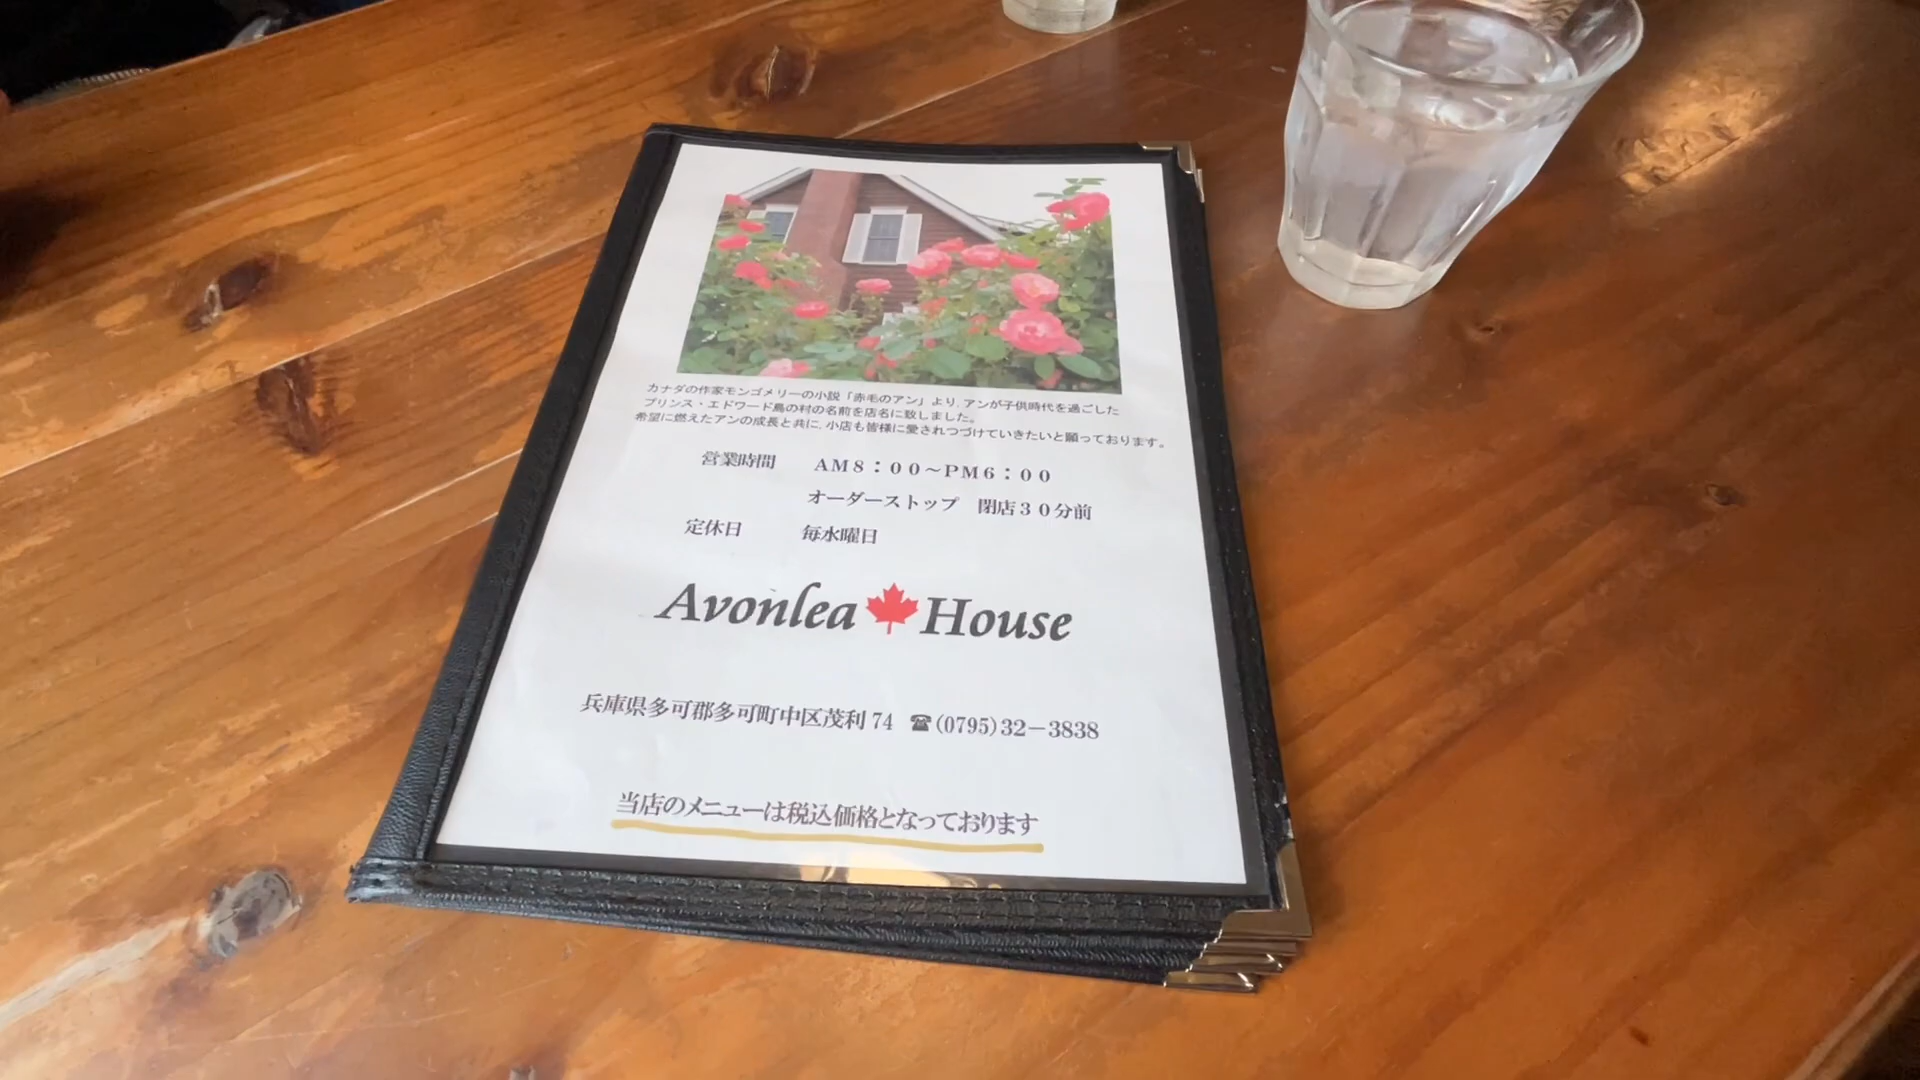 カナダの作家モンゴメリーの小説「赤毛のアン」より,アンが子供時代を過ごした
プリンス・エドワード島の村の名前を店名に致しました。
希望に燃えたアンの成長と共に,小店も皆様に愛されつづけていきたいと願っております。
営業時間 AM8:00~PM6:00
オーダーストップ 閉店30分前
定休日 毎水曜日
Avonlea House
兵庫県多可郡多可町中区茂利74 ☎(0795)32-3838
当店のメニューは税込価格となっております